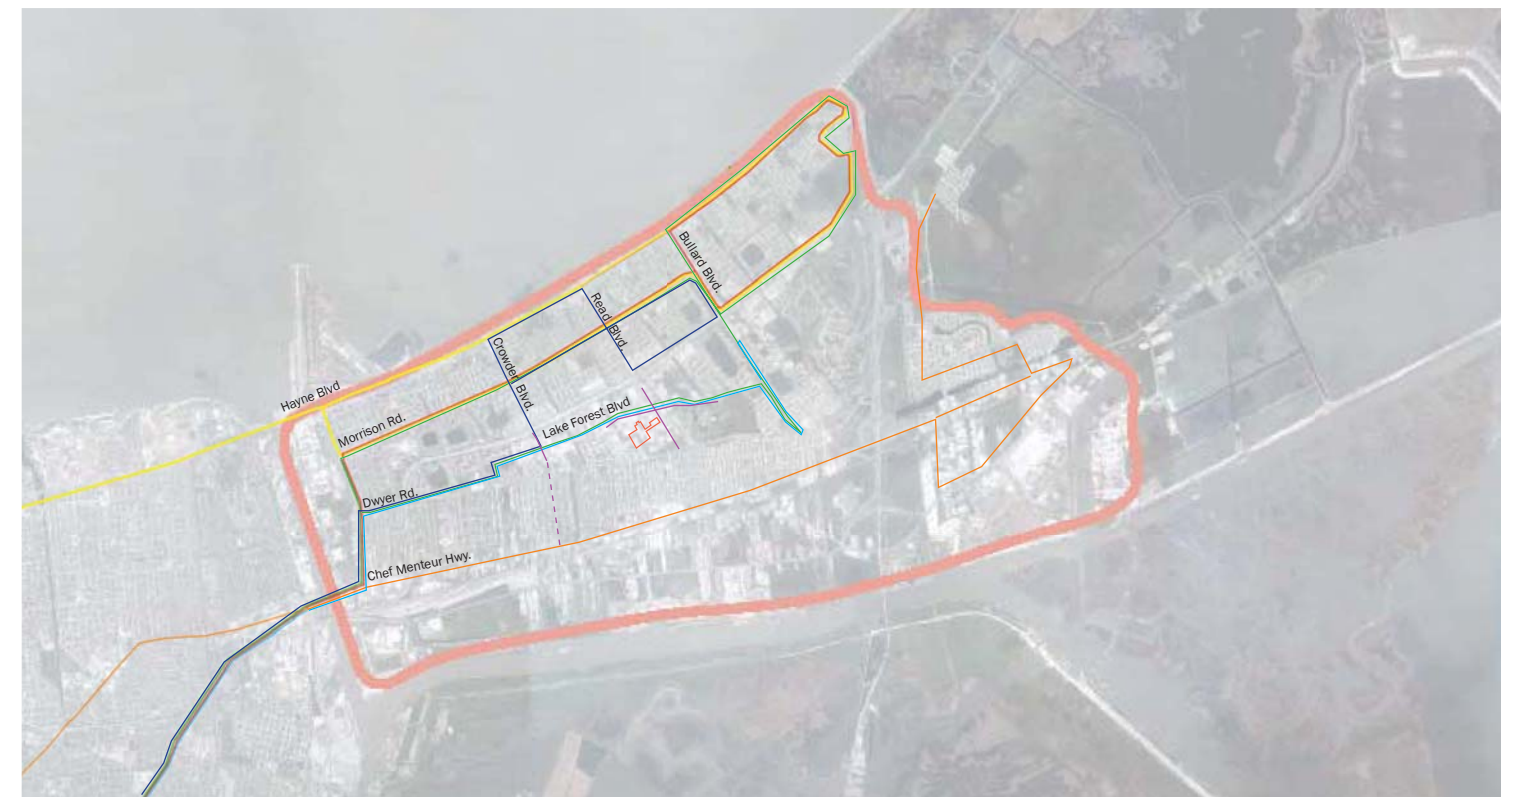 Bullard Blvd.
Read Blvd
Crowder Blvd.
Hayne Blvd
Morrison Rd.
Lake Forest Blvd
Dwyer Rd.
Chef Menteur Hwy.